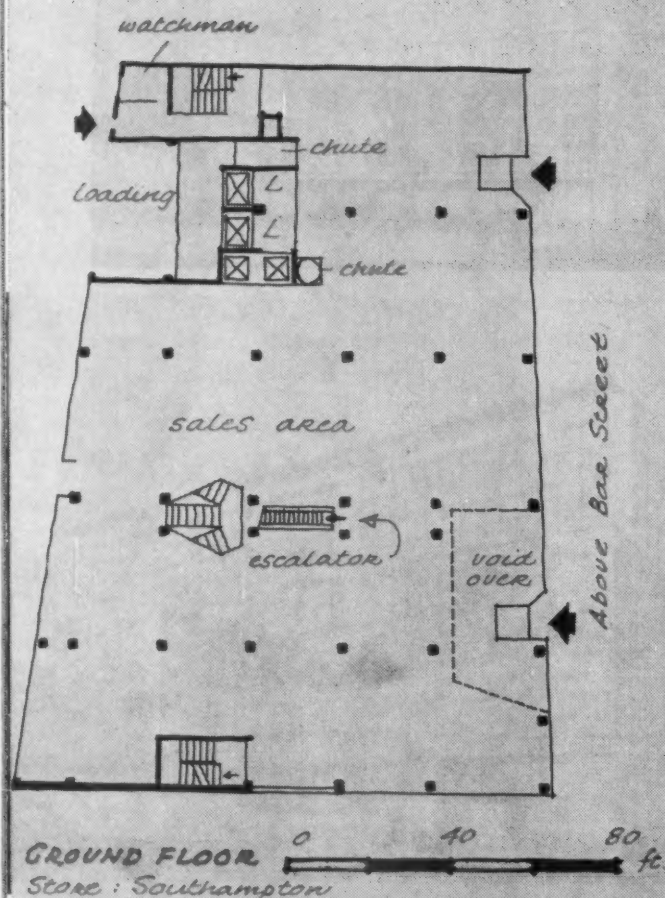 watchman
chute
loading
L
L
chute
sales area
escalator
void
over
Above Bar Street
GROUND FLOOR
0 40 80
ft.
Store : Southampton